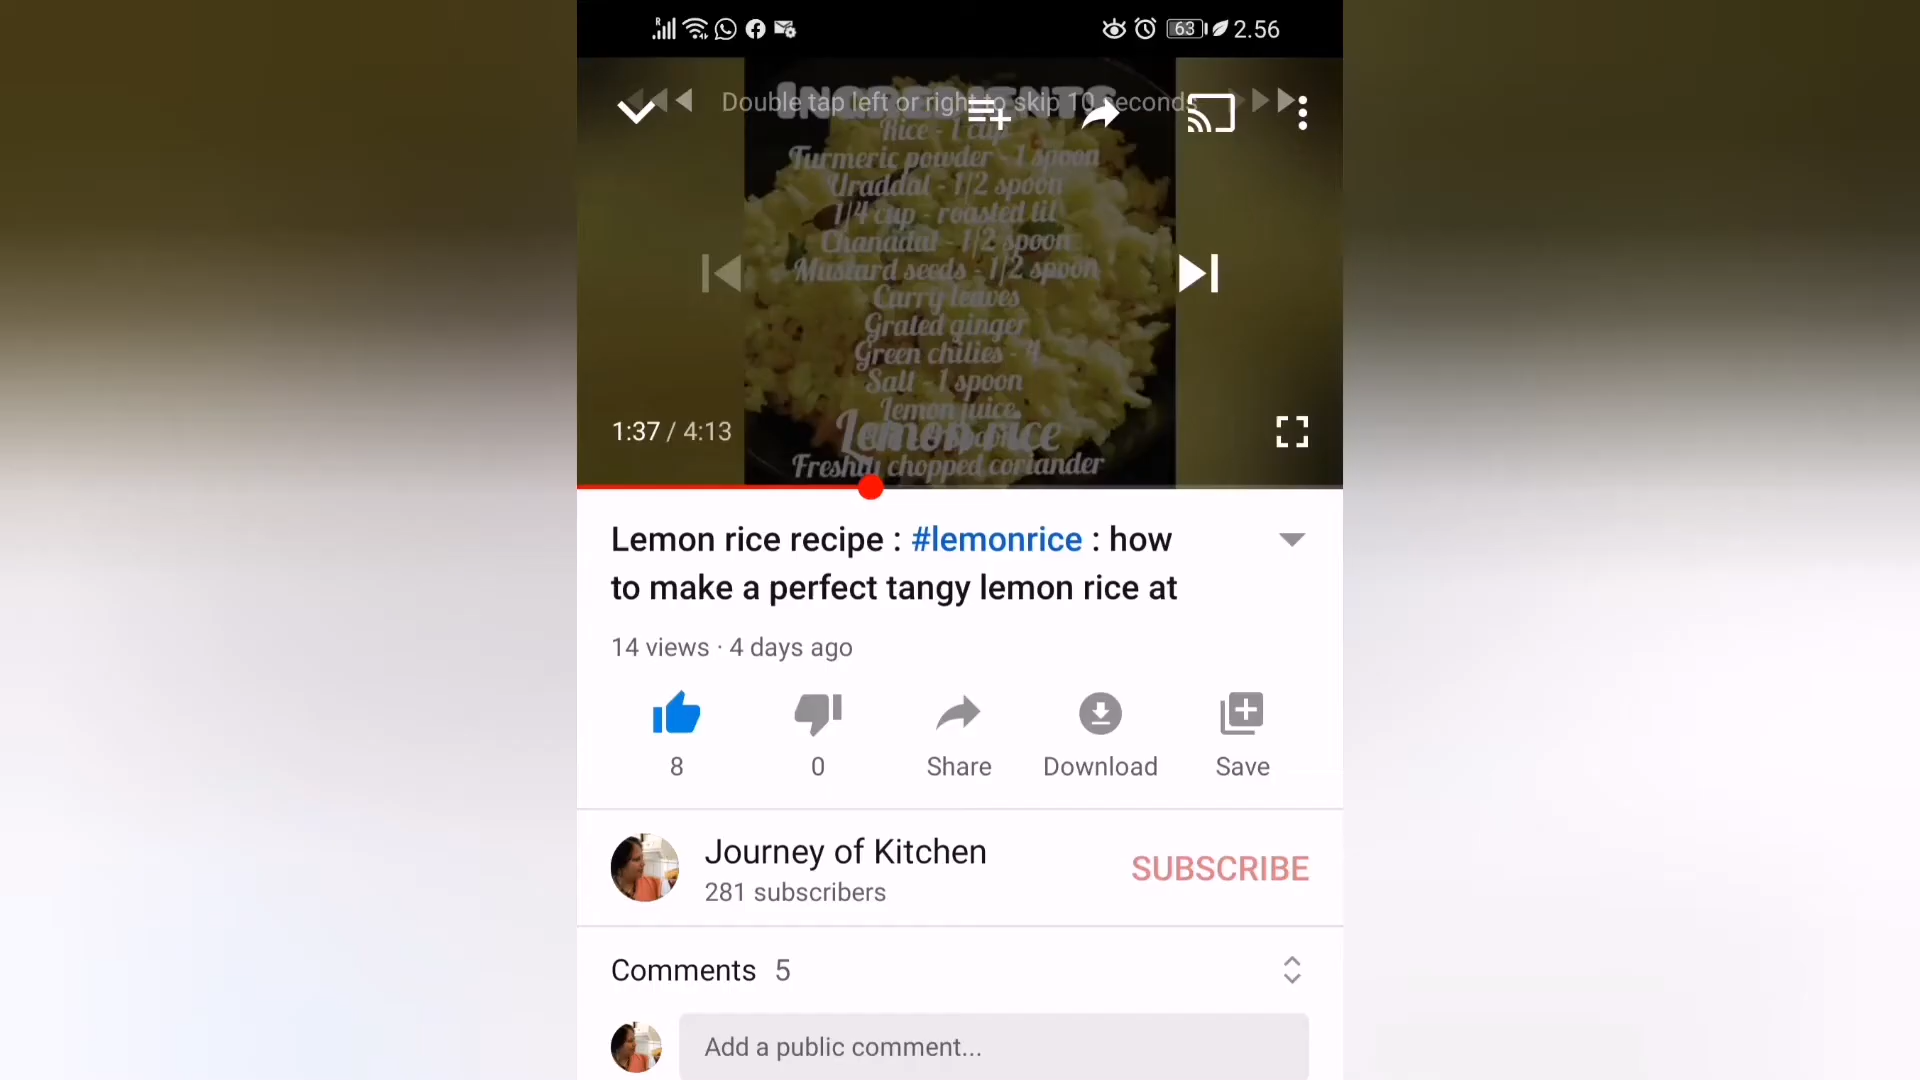 R
63
2.56
Double tap left or right to skip 10 seconds
INGREDIENTS
Rice - 1 cup
Turmeric powder - 1 spoon
Uraddal - 1/2 spoon
1/4 cup - roasted til
Chanadal - 1/2 spoon
Mustard seeds - 1/2 spoon
Curry leaves
Grated ginger
Green chilies - 4
Salt - 1 spoon
Lemon juice
Lemon rice
Freshly chopped coriander
1:37 / 4:13
Lemon rice recipe : #lemonrice : how
to make a perfect tangy lemon rice at
14 views · 4 days ago
8
0
Share
Download
Save
Journey of Kitchen
281 subscribers
SUBSCRIBE
Comments 5
Add a public comment...